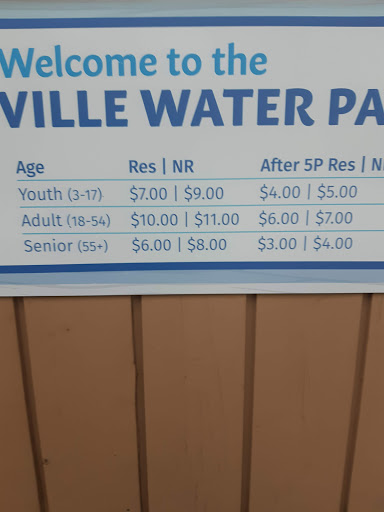 Welcome to the
VILLE WATER PA
Age Res | NR After 5P Res | N
Youth (3-17) $7.00 | $9.00 $4.00 | $5.00
Adult (18-54) $10.00 | $11.00 $6.00 | $7.00
Senior (55+) $6.00 | $8.00 $3.00 | $4.00